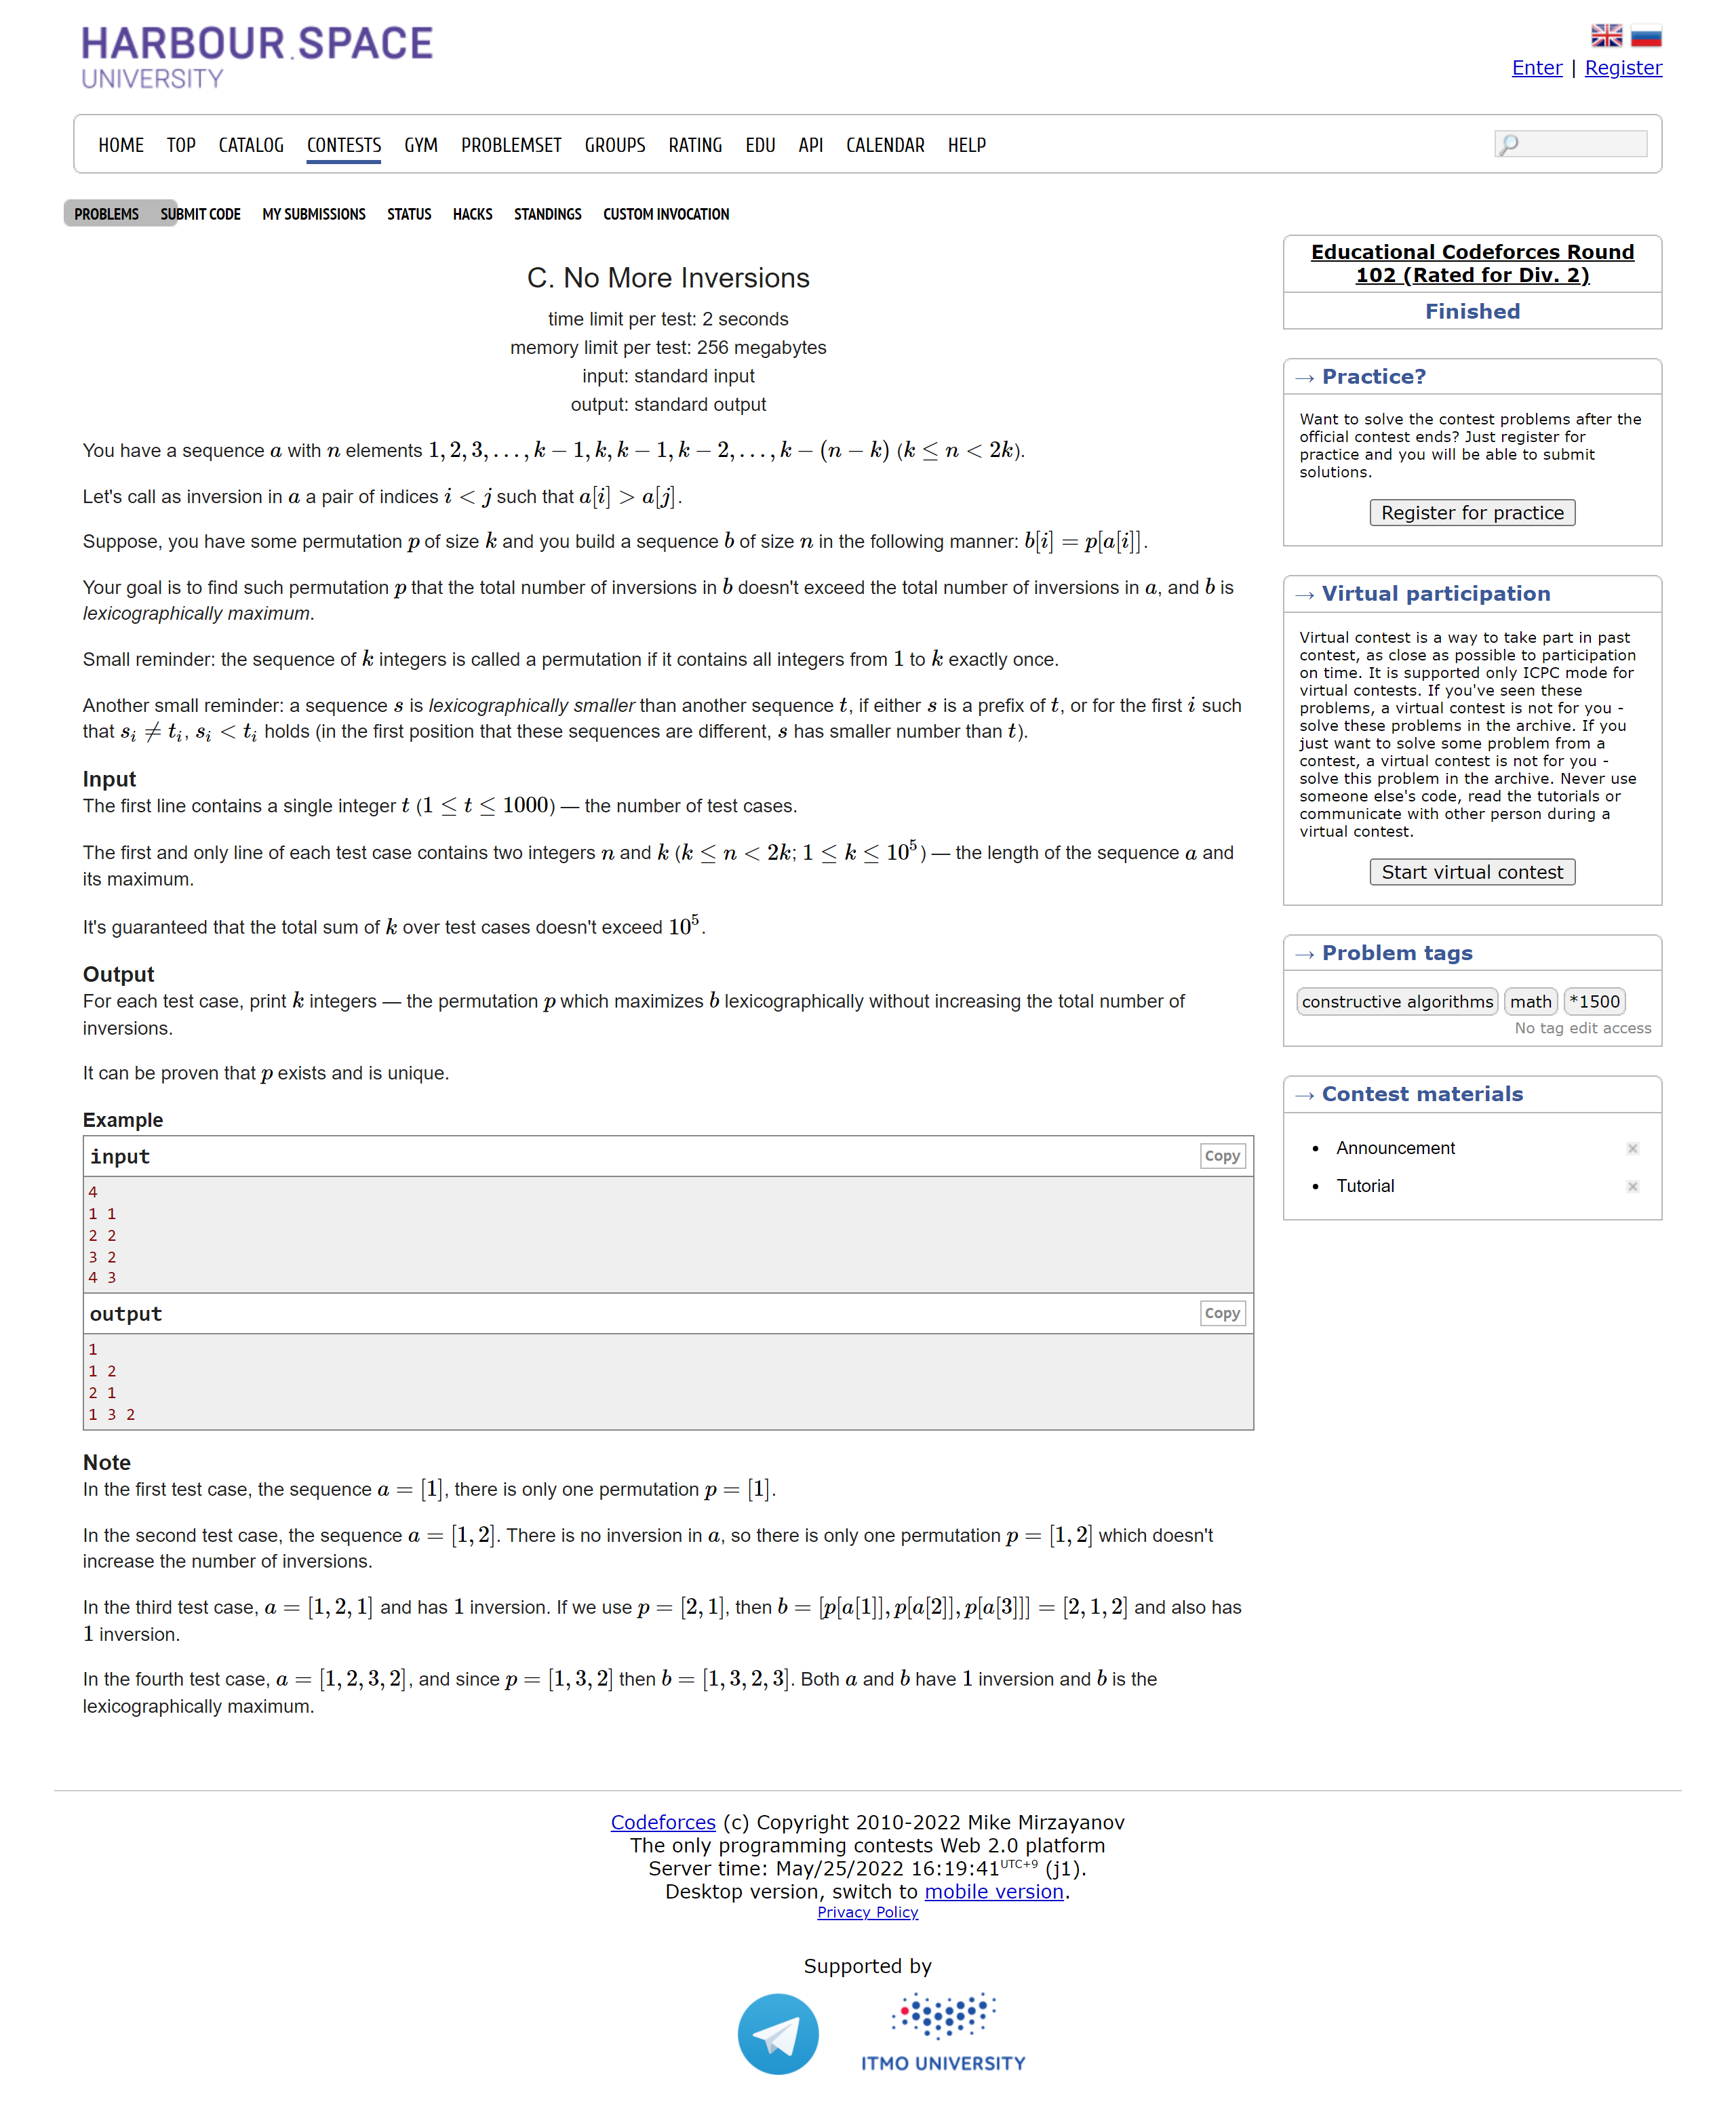 HARBOUR.SPACE
UNIVERSITY
Enter | Register
HOME TOP CATALOG CONTESTS GYM PROBLEMSET GROUPS RATING EDU API CALENDAR HELP
PROBLEMS SUBMIT CODE MY SUBMISSIONS STATUS HACKS STANDINGS CUSTOM INVOCATION
C. No More Inversions
time limit per test: 2 seconds
memory limit per test: 256 megabytes
input: standard input
output: standard output
You have a sequence a with n elements 1, 2, 3, …, k − 1, k, k − 1, k − 2, …, k − (n − k) (k ≤ n < 2k).
Let's call as inversion in a a pair of indices i < j such that a[i] > a[j].
Suppose, you have some permutation p of size k and you build a sequence b of size n in the following manner: b[i] = p[a[i]].
Your goal is to find such permutation p that the total number of inversions in b doesn't exceed the total number of inversions in a, and b is
lexicographically maximum.
Small reminder: the sequence of k integers is called a permutation if it contains all integers from 1 to k exactly once.
Another small reminder: a sequence s is lexicographically smaller than another sequence t, if either s is a prefix of t, or for the first i such
that s_i ≠ t_i, s_i < t_i holds (in the first position that these sequences are different, s has smaller number than t).
Input
The first line contains a single integer t (1 ≤ t ≤ 1000) — the number of test cases.
The first and only line of each test case contains two integers n and k (k ≤ n < 2k; 1 ≤ k ≤ 10^5) — the length of the sequence a and
its maximum.
It's guaranteed that the total sum of k over test cases doesn't exceed 10^5.
Output
For each test case, print k integers — the permutation p which maximizes b lexicographically without increasing the total number of
inversions.
It can be proven that p exists and is unique.
Example
input
Copy
4
1 1
2 2
3 2
4 3
output
Copy
1
1 2
2 1
1 3 2
Note
In the first test case, the sequence a = [1], there is only one permutation p = [1].
In the second test case, the sequence a = [1, 2]. There is no inversion in a, so there is only one permutation p = [1, 2] which doesn't
increase the number of inversions.
In the third test case, a = [1, 2, 1] and has 1 inversion. If we use p = [2, 1], then b = [p[a[1]], p[a[2]], p[a[3]]] = [2, 1, 2] and also has
1 inversion.
In the fourth test case, a = [1, 2, 3, 2], and since p = [1, 3, 2] then b = [1, 3, 2, 3]. Both a and b have 1 inversion and b is the
lexicographically maximum.
Educational Codeforces Round
102 (Rated for Div. 2)
Finished
→ Practice?
Want to solve the contest problems after the
official contest ends? Just register for
practice and you will be able to submit
solutions.
Register for practice
→ Virtual participation
Virtual contest is a way to take part in past
contest, as close as possible to participation
on time. It is supported only ICPC mode for
virtual contests. If you've seen these
problems, a virtual contest is not for you -
solve these problems in the archive. If you
just want to solve some problem from a
contest, a virtual contest is not for you -
solve this problem in the archive. Never use
someone else's code, read the tutorials or
communicate with other person during a
virtual contest.
Start virtual contest
→ Problem tags
constructive algorithms math *1500
No tag edit access
→ Contest materials
• Announcement
• Tutorial
Codeforces (c) Copyright 2010-2022 Mike Mirzayanov
The only programming contests Web 2.0 platform
Server time: May/25/2022 16:19:41 UTC+9 (j1).
Desktop version, switch to mobile version.
Privacy Policy
Supported by
ITMO UNIVERSITY